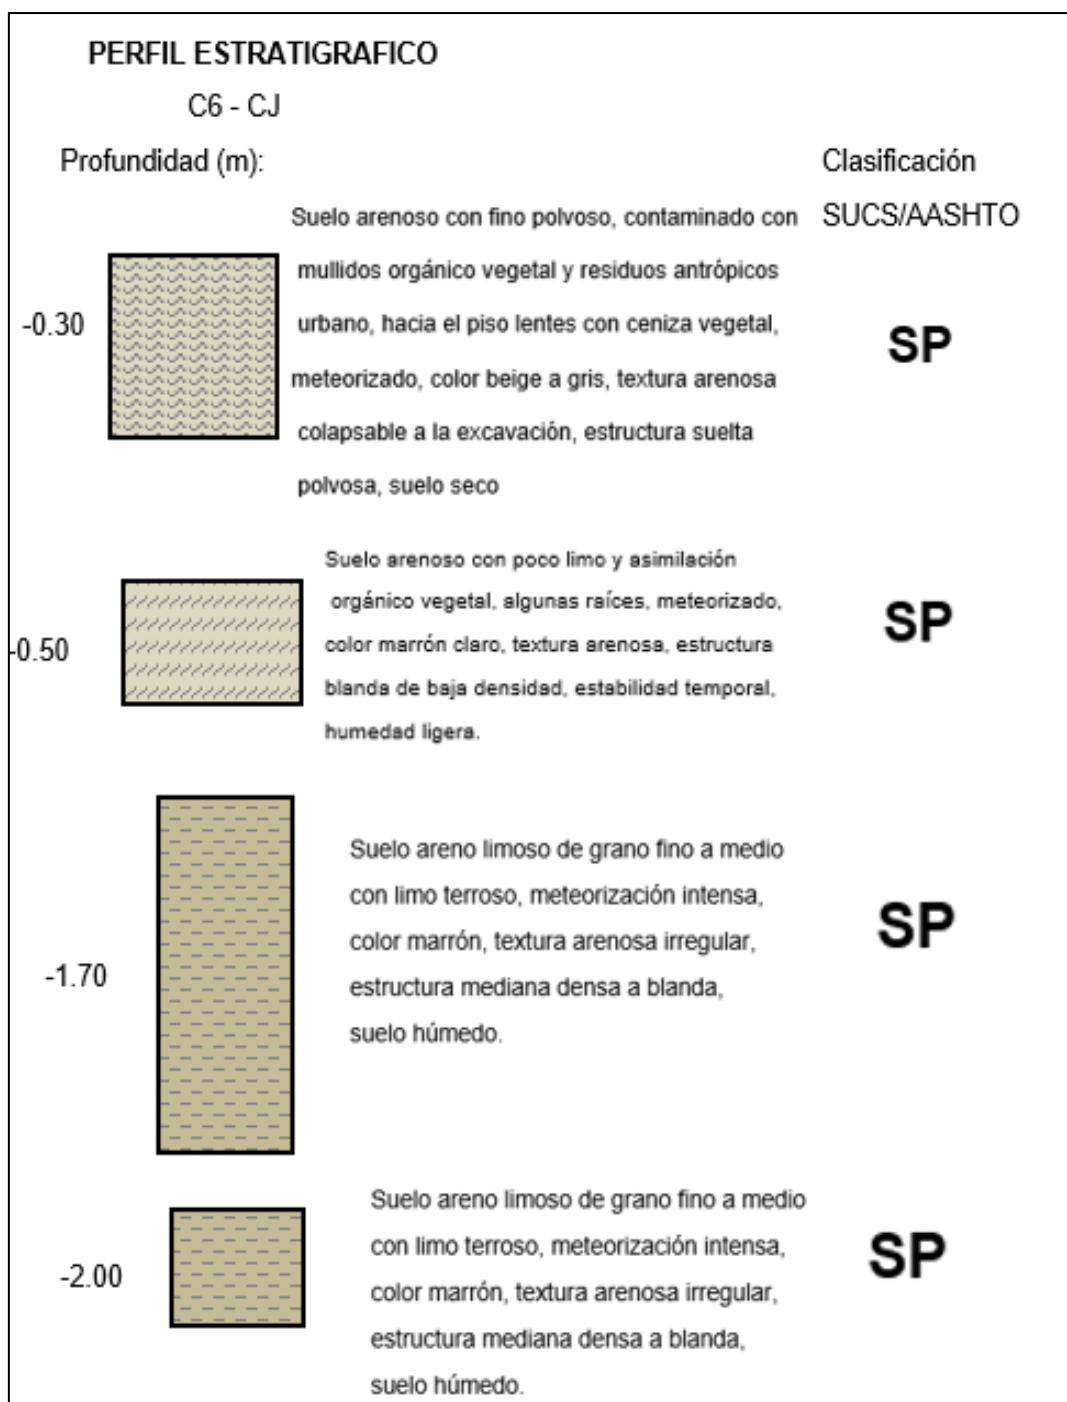 PERFIL ESTRATIGRAFICO
C6 - CJ
Profundidad (m):
Clasificación
SUCS/AASHTO
-0.30
Suelo arenoso con fino polvoso, contaminado con
mullidos orgánico vegetal y residuos antrópicos
urbano, hacia el piso lentes con ceniza vegetal,
meteorizado, color beige a gris, textura arenosa
colapsable a la excavación, estructura suelta
polvosa, suelo seco
SP
-0.50
Suelo arenoso con poco limo y asimilación
orgánico vegetal, algunas raíces, meteorizado,
color marrón claro, textura arenosa, estructura
blanda de baja densidad, estabilidad temporal,
humedad ligera.
SP
-1.70
Suelo areno limoso de grano fino a medio
con limo terroso, meteorización intensa,
color marrón, textura arenosa irregular,
estructura mediana densa a blanda,
suelo húmedo.
SP
-2.00
Suelo areno limoso de grano fino a medio
con limo terroso, meteorización intensa,
color marrón, textura arenosa irregular,
estructura mediana densa a blanda,
suelo húmedo.
SP